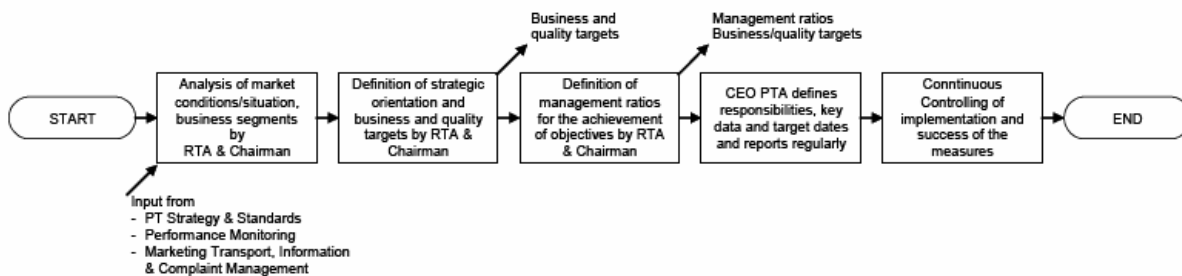 Business and
quality targets
Management ratios
Business/quality targets
START
Analysis of market
conditions/situation,
business segments
by
RTA & Chairman
Definition of strategic
orientation and
business and quality
targets by RTA &
Chairman
Definition of
management ratios
for the achievement
of objectives by RTA
& Chairman
CEO PTA defines
responsibilities, key
data and target dates
and reports regularly
Conntinuous
Controlling of
implementation and
success of the
measures
END
Input from
- PT Strategy & Standards
- Performance Monitoring
- Marketing Transport, Information
& Complaint Management